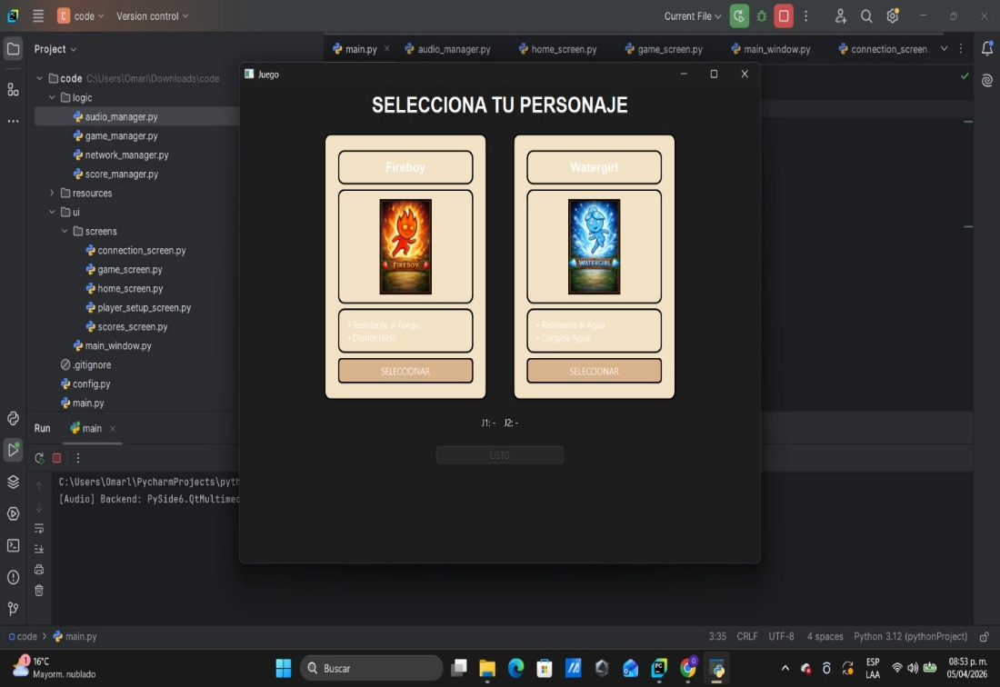 code
Version control
Current File
Project
main.py
audio_manager.py
home_screen.py
game_screen.py
main_window.py
connection_screen.
code C:\Users\Omarl\Downloads\code
logic
audio_manager.py
game_manager.py
network_manager.py
score_manager.py
resources
ui
screens
connection_screen.py
game_screen.py
home_screen.py
player_setup_screen.py
scores_screen.py
main_window.py
.gitignore
config.py
main.py
Juego
SELECCIONA TU PERSONAJE
Fireboy
FIREBOY
• Resistente al Fuego
• Derrite Hielo
SELECCIONAR
Watergirl
WATERGIRL
• Resistente al Agua
• Congela Agua
SELECCIONAR
J1: - J2: -
LISTO
Run
main
C:\Users\Omarl\PycharmProjects\pyth
[Audio] Backend: PySide6.QtMultimed
code > main.py
3:35
CRLF
UTF-8
4 spaces
Python 3.12 (pythonProject)
1
16°C
Mayorm. nublado
Buscar
ESP
LAA
08:53 p. m.
05/04/2026